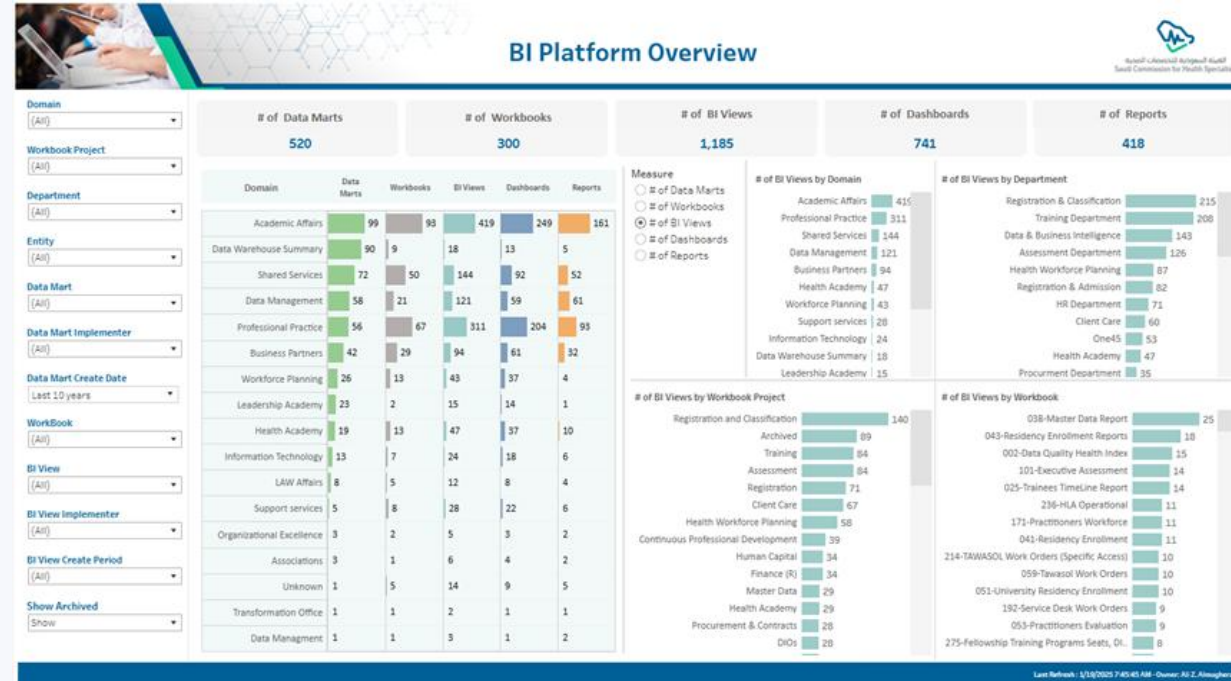 BI Platform Overview
Saudi Commission for Health Specialties
Domain
(All)
Workbook Project
(All)
Department
(All)
Entity
(All)
Data Mart
(All)
Data Mart Implementer
(All)
Data Mart Create Date
Last 10 years
WorkBook
(All)
BI View
(All)
BI View Implementer
(All)
BI View Create Period
(All)
Show Archived
Show
# of Data Marts
520
# of Workbooks
300
# of BI Views
1,185
# of Dashboards
741
# of Reports
418
Domain Data Marts Workbooks BI Views Dashboards Reports
Academic Affairs 99 93 419 249 161
Data Warehouse Summary 90 9 18 13 5
Shared Services 72 50 144 92 52
Data Management 58 21 121 59 61
Professional Practice 56 67 311 204 93
Business Partners 42 29 94 61 32
Workforce Planning 26 13 43 37 4
Leadership Academy 23 2 15 14 1
Health Academy 19 13 47 37 10
Information Technology 13 7 24 18 6
LAW Affairs 8 5 12 8 4
Support services 5 8 28 22 6
Organizational Excellence 3 2 5 3 2
Associations 3 1 6 4 2
Unknown 1 5 14 9 5
Transformation Office 1 1 2 1 1
Data Managment 1 1 3 1 2
Measure
# of Data Marts
# of Workbooks
# of BI Views
# of Dashboards
# of Reports
# of BI Views by Domain
Academic Affairs 419
Professional Practice 311
Shared Services 144
Data Management 121
Business Partners 94
Health Academy 47
Workforce Planning 43
Support services 28
Information Technology 24
Data Warehouse Summary 18
Leadership Academy 15
# of BI Views by Department
Registration & Classification 215
Training Department 208
Data & Business Intelligence 143
Assessment Department 126
Health Workforce Planning 87
Registration & Admission 82
HR Department 71
Client Care 60
One45 53
Health Academy 47
Procurment Department 35
# of BI Views by Workbook Project
Registration and Classification 140
Archived 89
Training 84
Assessment 84
Registration 71
Client Care 67
Health Workforce Planning 58
Continuous Professional Development 39
Human Capital 34
Finance (R) 34
Master Data 29
Health Academy 29
Procurement & Contracts 28
DIOs 28
# of BI Views by Workbook
038-Master Data Report 25
043-Residency Enrollment Reports 18
002-Data Quality Health Index 15
101-Executive Assessment 14
025-Trainees TimeLine Report 14
236-HLA Operational 11
171-Practitioners Workforce 11
041-Residency Enrollment 11
214-TAWASOL Work Orders (Specific Access) 10
059-Tawasol Work Orders 10
051-University Residency Enrollment 10
192-Service Desk Work Orders 9
053-Practitioners Evaluation 9
275-Fellowship Training Programs Seats, DI.. 8
Last Refresh : 1/19/2025 7:45:45 AM - Owner: Ali Z.